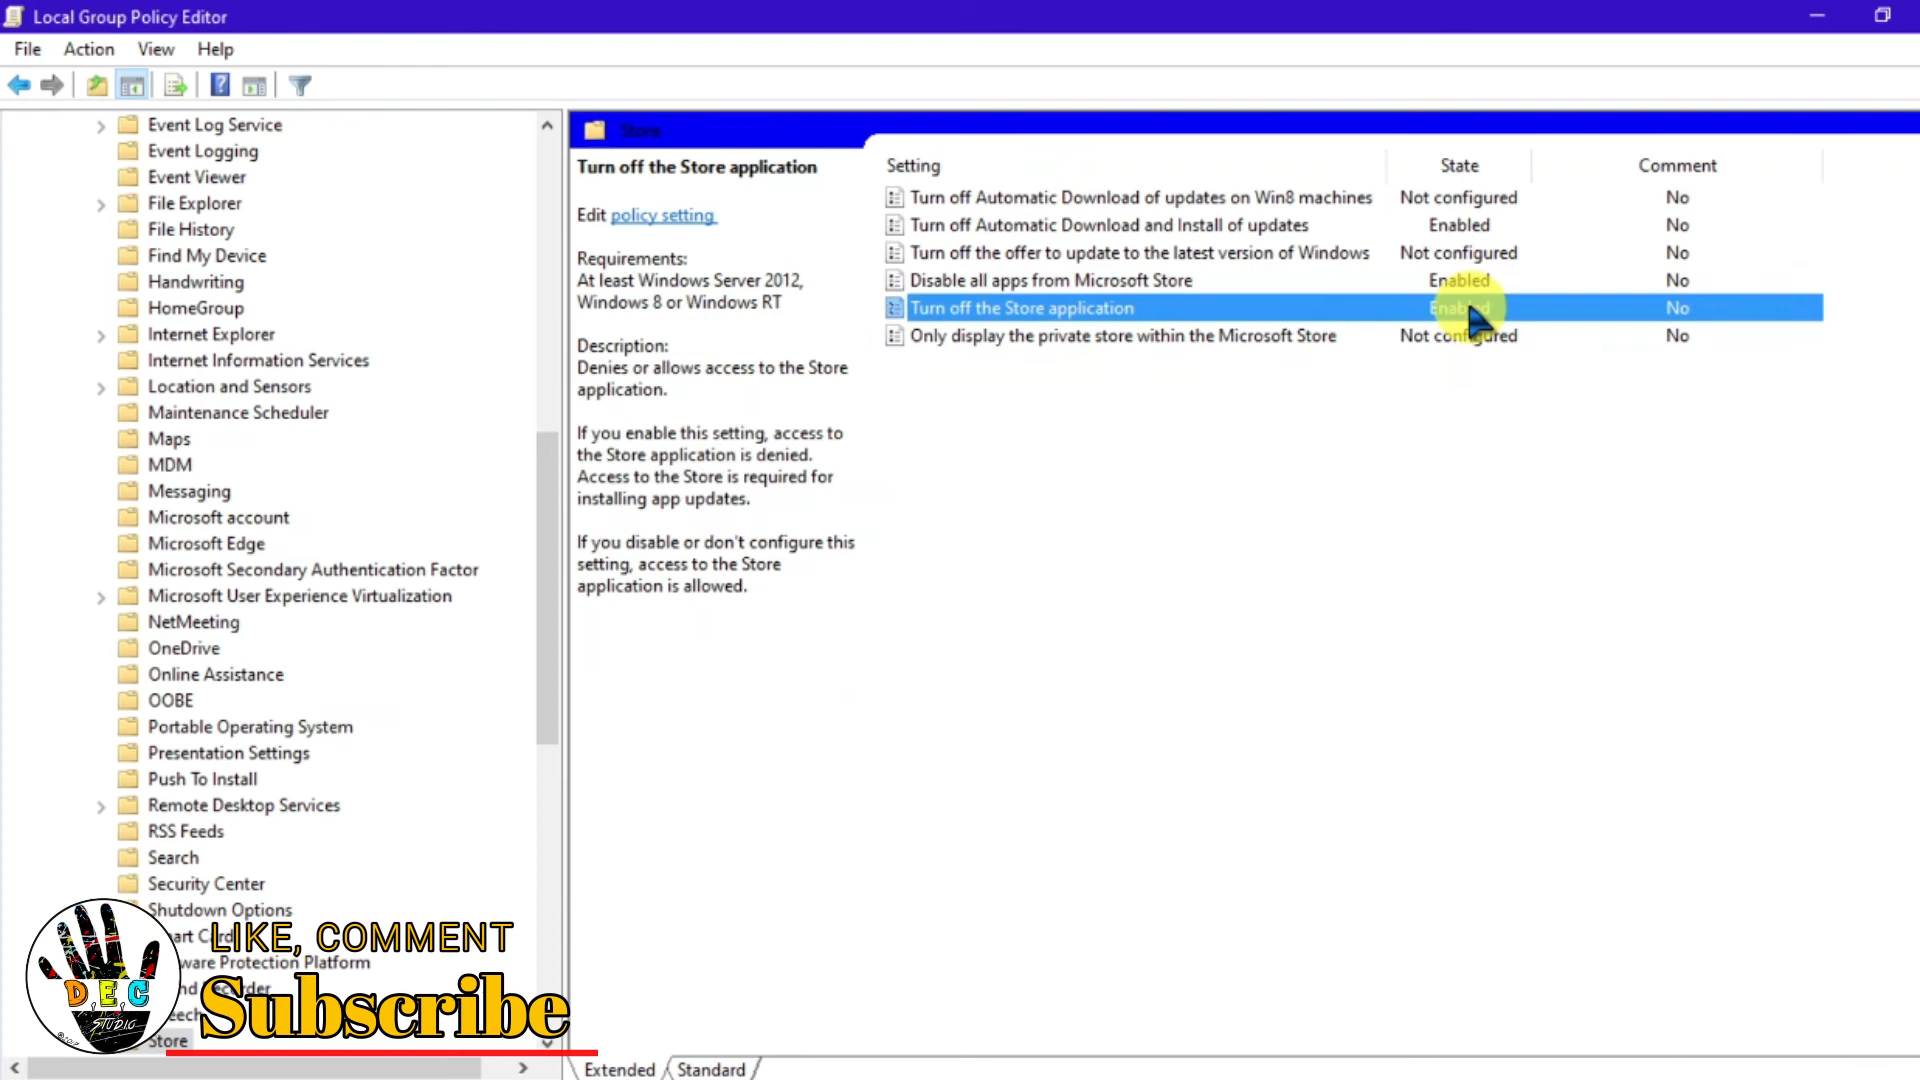 Local Group Policy Editor
File Action View Help
Event Log Service
Event Logging
Event Viewer
File Explorer
File History
Find My Device
Handwriting
HomeGroup
Internet Explorer
Internet Information Services
Location and Sensors
Maintenance Scheduler
Maps
MDM
Messaging
Microsoft account
Microsoft Edge
Microsoft Secondary Authentication Factor
Microsoft User Experience Virtualization
NetMeeting
OneDrive
Online Assistance
OOBE
Portable Operating System
Presentation Settings
Push To Install
Remote Desktop Services
RSS Feeds
Search
Security Center
Shutdown Options
Protection Platform
Store
LIKE, COMMENT
Subscribe
D.E.C
STUDIO
Store
Turn off the Store application
Edit policy setting
Requirements:
At least Windows Server 2012,
Windows 8 or Windows RT
Description:
Denies or allows access to the Store
application.
If you enable this setting, access to
the Store application is denied.
Access to the Store is required for
installing app updates.
If you disable or don't configure this
setting, access to the Store
application is allowed.
Setting State Comment
Turn off Automatic Download of updates on Win8 machines Not configured No
Turn off Automatic Download and Install of updates Enabled No
Turn off the offer to update to the latest version of Windows Not configured No
Disable all apps from Microsoft Store Enabled No
Turn off the Store application Enabled No
Only display the private store within the Microsoft Store Not configured No
Extended Standard